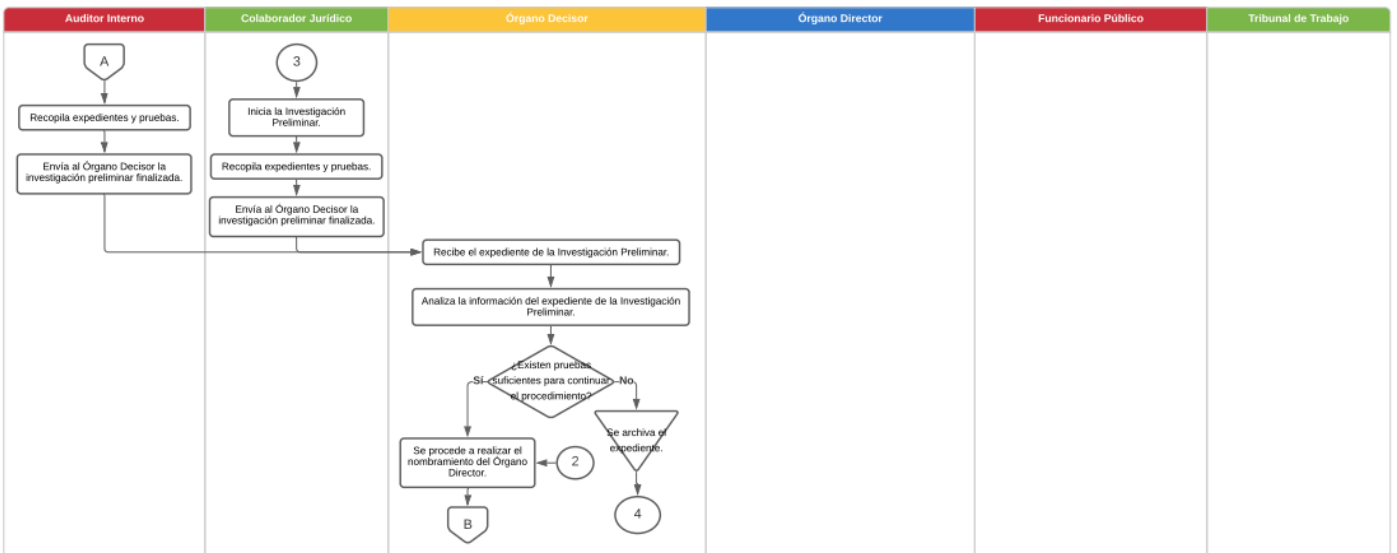 Auditor Interno
Colaborador Jurídico
Órgano Decisor
Órgano Director
Funcionario Público
Tribunal de Trabajo
A
Recopila expedientes y pruebas.
Envía al Órgano Decisor la
investigación preliminar finalizada.
3
Inicia la Investigación
Preliminar.
Recopila expedientes y pruebas.
Envía al Órgano Decisor la
investigación preliminar finalizada.
Recibe el expediente de la Investigación Preliminar.
Analiza la información del expediente de la Investigación
Preliminar.
¿Existen pruebas
suficientes para continuar
el procedimiento?
Sí
No
Se archiva el
expediente.
4
Se procede a realizar el
nombramiento del Órgano
Director.
2
B